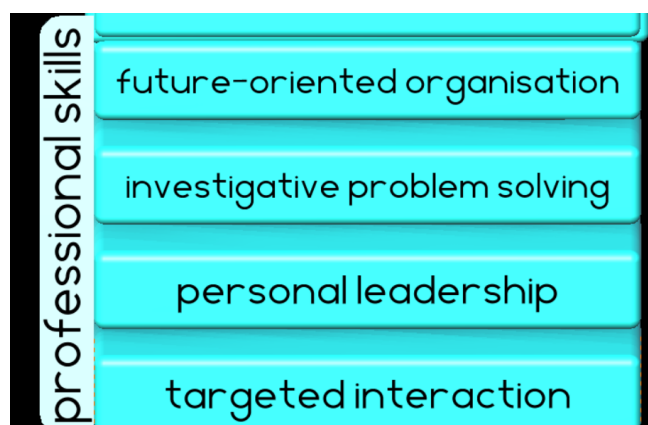 professional skills
future-oriented organisation
investigative problem solving
personal leadership
targeted interaction